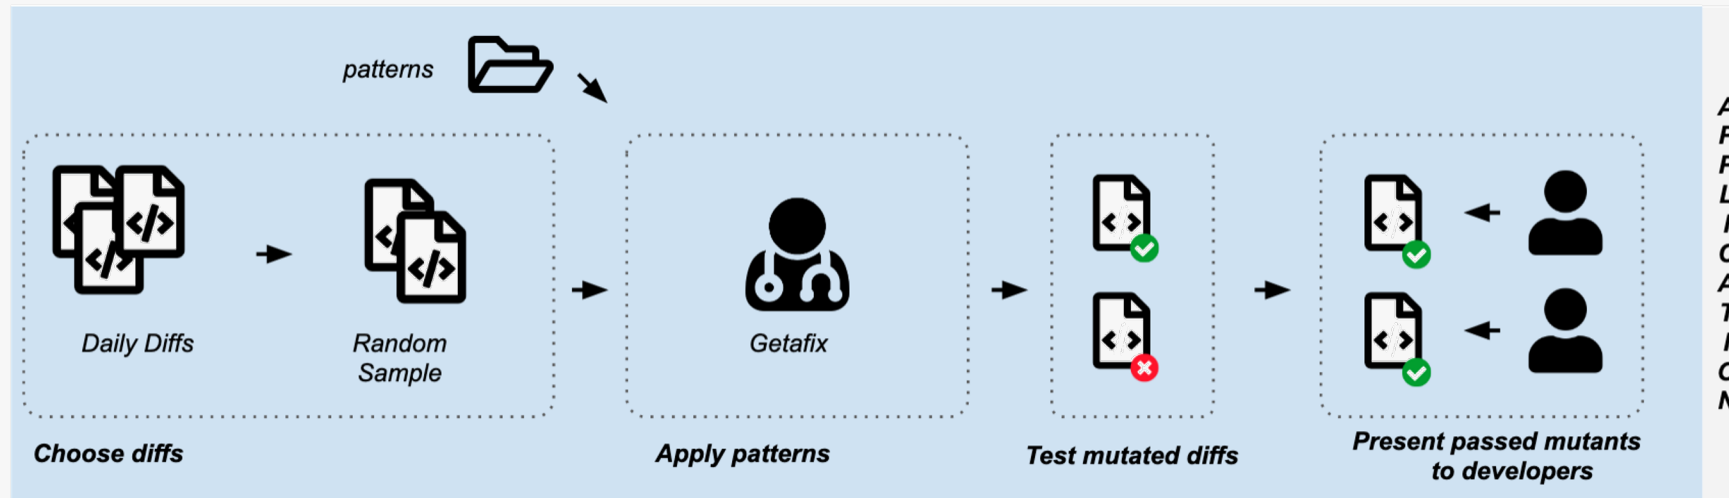 patterns
Daily Diffs
Random
Sample
Getafix
Choose diffs
Apply patterns
Test mutated diffs
Present passed mutants
to developers